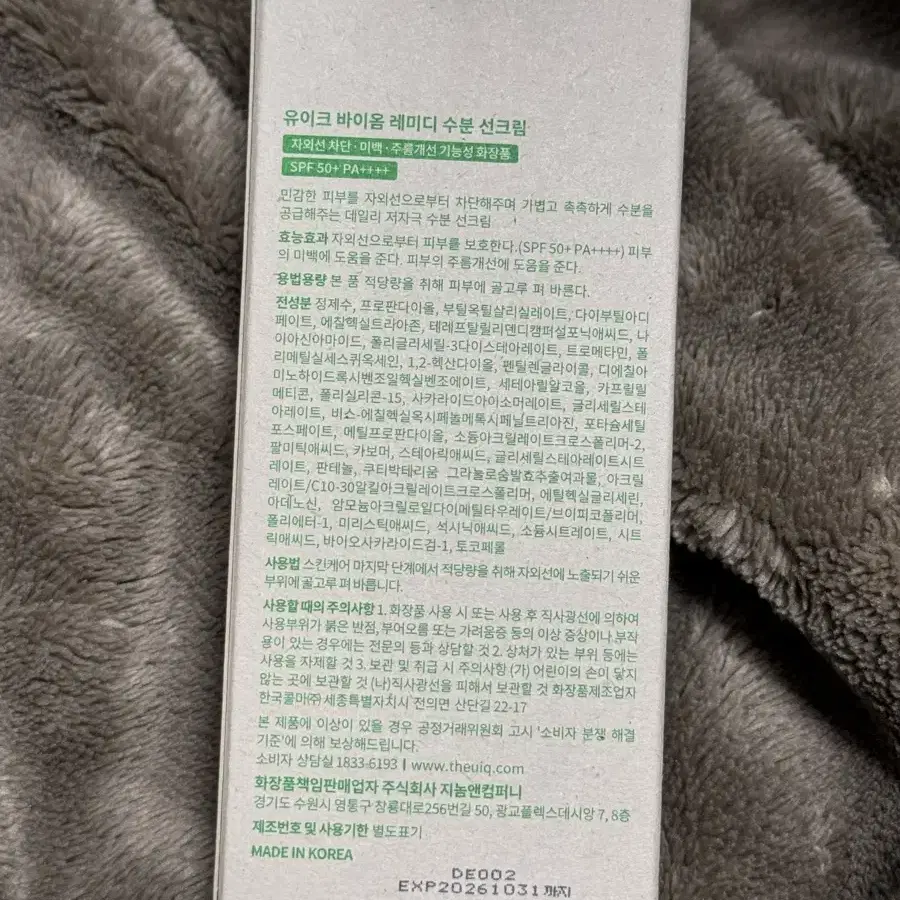 유이크 바이옴 레미디 수분 선크림
자외선 차단·미백·주름개선 기능성 화장품
SPF 50+ PA++++
민감한 피부를 자외선으로부터 차단해주며 가볍고 촉촉하게 수분을
공급해주는 데일리 저자극 수분 선크림
효능효과 자외선으로부터 피부를 보호한다.(SPF 50+ PA++++) 피부
의 미백에 도움을 준다. 피부의 주름개선에 도움을 준다.
용법용량 본 품 적당량을 취해 피부에 골고루 펴 바른다.
전성분 정제수, 프로판다이올, 부틸옥틸살리실레이트, 다이부틸아디
페이트, 에칠헥실트리아존, 테레프탈릴리덴디캠퍼설포닉애씨드, 나
이아신아마이드, 폴리글리세릴-3다이스테아레이트, 트로메타민, 폴
리메틸실세스퀴옥세인, 1,2-헥산다이올, 펜틸렌글라이콜, 디에칠아
미노하이드록시벤조일헥실벤조에이트, 세테아릴알코올, 카프릴릴
메티콘, 폴리실리콘-15, 사카라이드아이소머레이트, 글리세릴스테
아레이트, 비스-에칠헥실옥시페놀메톡시페닐트리아진, 포타슘세틸
포스페이트, 메틸프로판다이올, 소듐아크릴레이트크로스폴리머-2,
팔미틱애씨드, 카보머, 스테아릭애씨드, 글리세릴스테아레이트시트
레이트, 판테놀, 쿠티박테리움 그라눌로숨발효추출여과물, 아크릴
레이트/C10-30알킬아크릴레이트크로스폴리머, 에틸헥실글리세린,
아데노신, 암모늄아크릴로일다이메틸타우레이트/브이피코폴리머,
폴리에터-1, 미리스틱애씨드, 석시닉애씨드, 소듐시트레이트, 시트
릭애씨드, 바이오사카라이드검-1, 토코페롤
사용법 스킨케어 마지막 단계에서 적당량을 취해 자외선에 노출되기 쉬운
부위에 골고루 펴 바릅니다.
사용할 때의 주의사항 1. 화장품 사용 시 또는 사용 후 직사광선에 의하여
사용부위가 붉은 반점, 부어오름 또는 가려움증 등의 이상 증상이나 부작
용이 있는 경우에는 전문의 등과 상담할 것 2. 상처가 있는 부위 등에는
사용을 자제할 것 3. 보관 및 취급 시 주의사항 (가) 어린이의 손이 닿지
않는 곳에 보관할 것 (나)직사광선을 피해서 보관할 것 화장품제조업자
한국콜마㈜ 세종특별자치시 전의면 산단길 22-17
본 제품에 이상이 있을 경우 공정거래위원회 고시 '소비자 분쟁 해결
기준'에 의해 보상해드립니다.
소비자 상담실 1833-6193 | www.theuiq.com
화장품책임판매업자 주식회사 지놈앤컴퍼니
경기도 수원시 영통구 창룡대로256번길 50, 광교플렉스데시앙 7, 8층
제조번호 및 사용기한 별도표기
MADE IN KOREA
DE002
EXP20261031까지